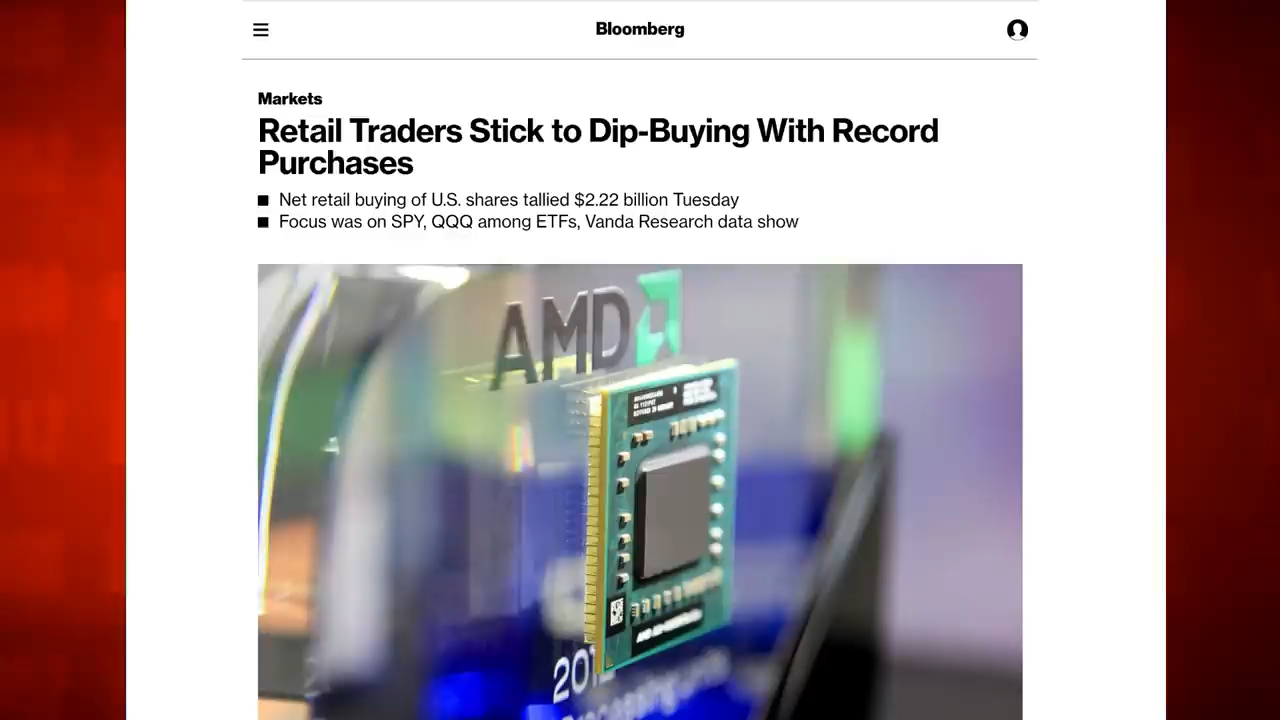 Bloomberg
Markets
Retail Traders Stick to Dip-Buying With Record
Purchases
Net retail buying of U.S. shares tallied $2.22 billion Tuesday
Focus was on SPY, QQQ among ETFs, Vanda Research data show
AMD